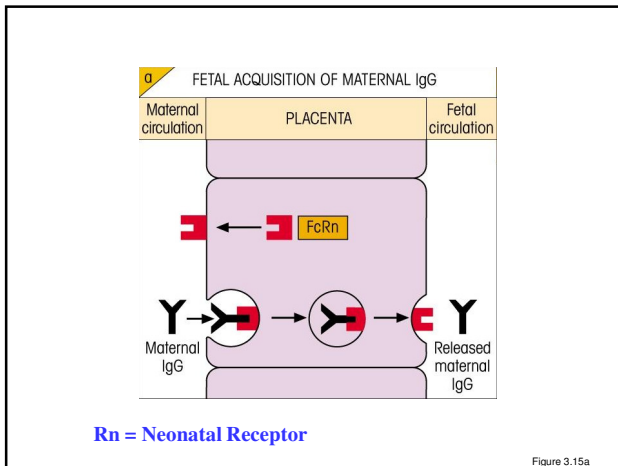 a
FETAL ACQUISITION OF MATERNAL IgG
Maternal
circulation
PLACENTA
Fetal
circulation
FcRn
Maternal
IgG
Released
maternal
IgG
Rn = Neonatal Receptor
Figure 3.15a